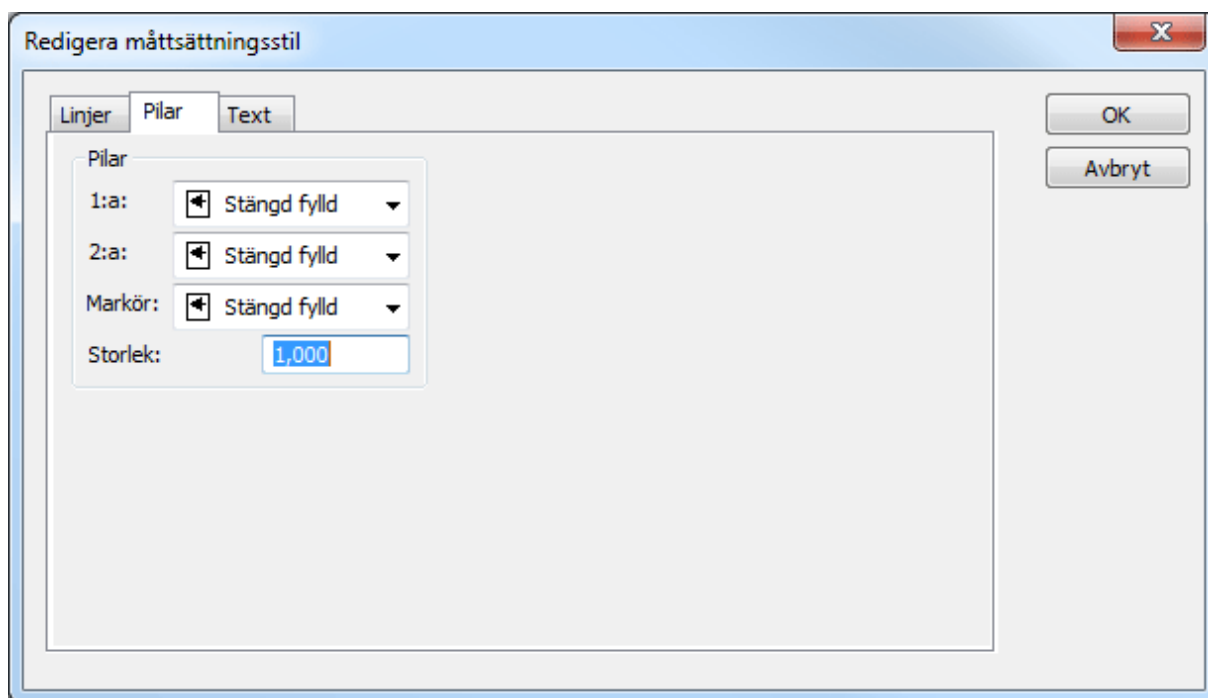 Redigera måttsättningsstil
Linjer Pilar Text
OK
Avbryt
Pilar
1:a: Stängd fylld
2:a: Stängd fylld
Markör: Stängd fylld
Storlek: 1,000